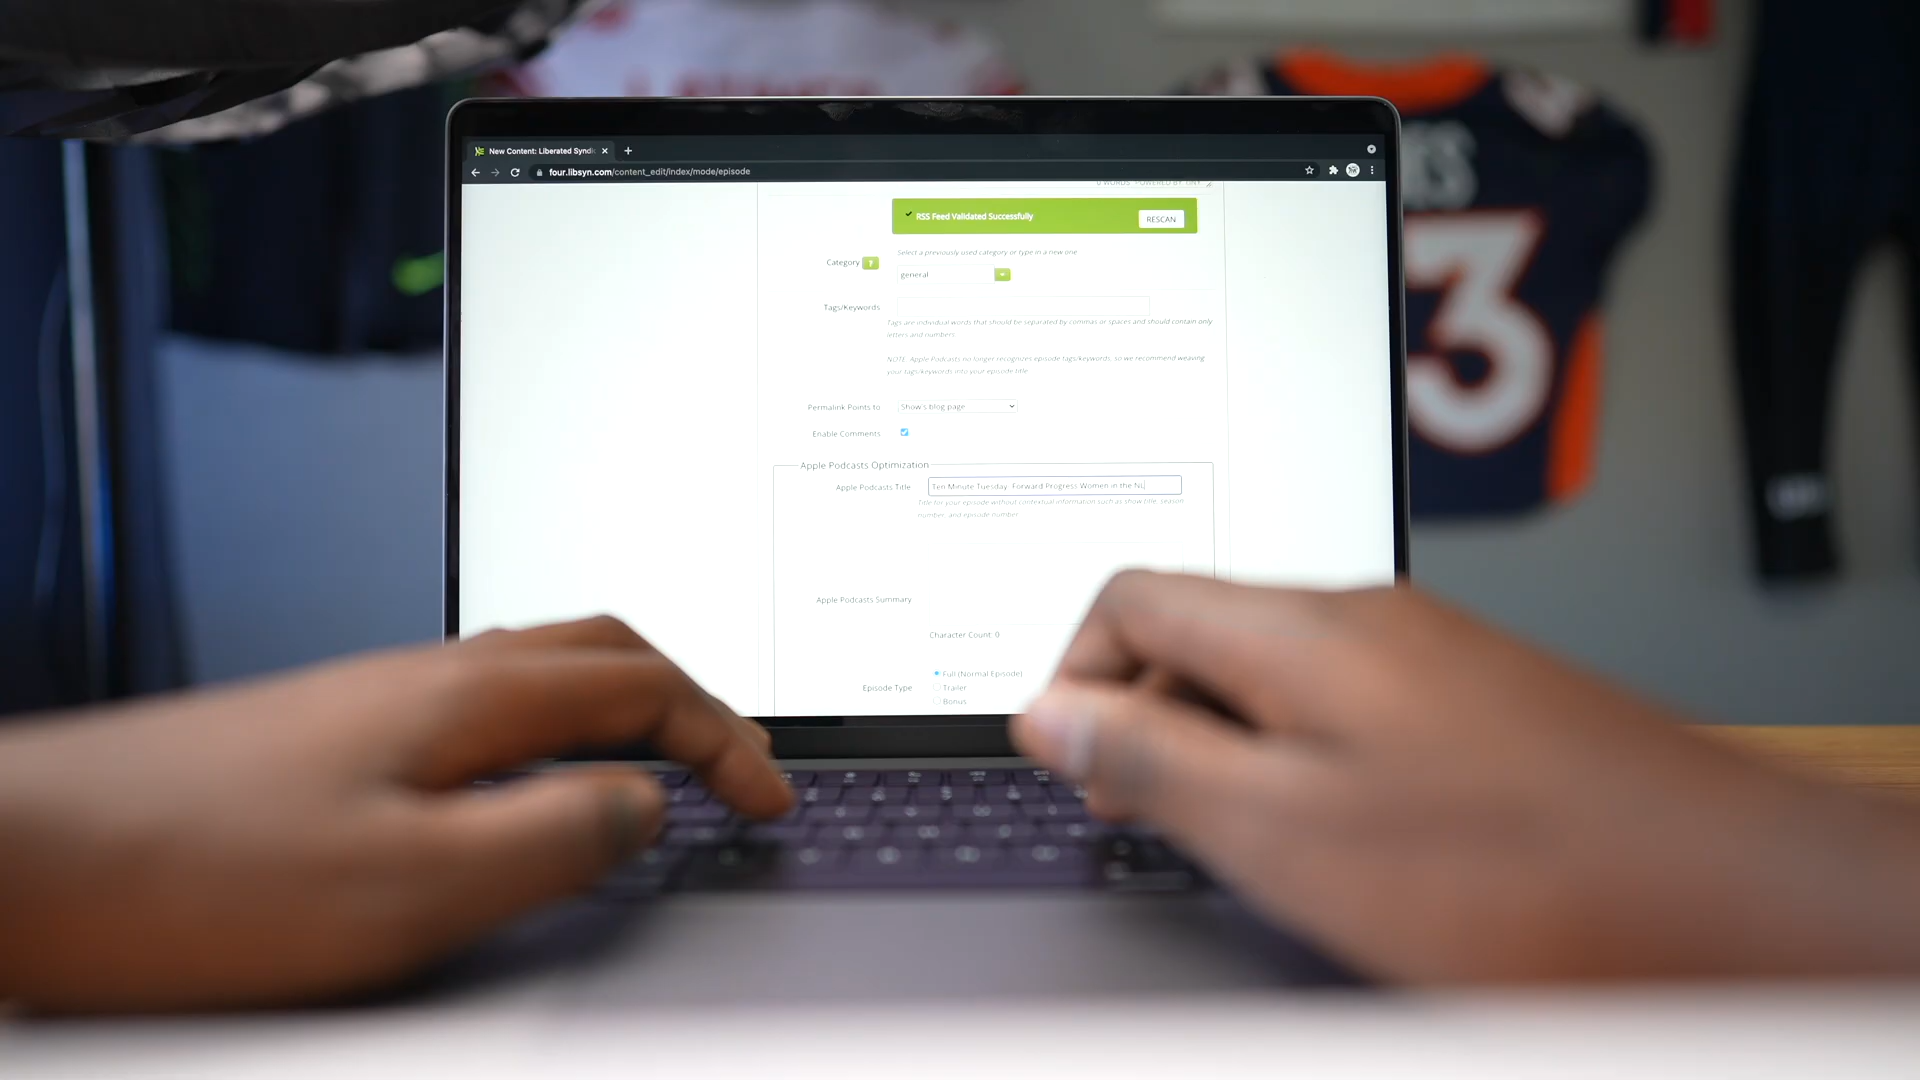 New Content: Liberated Syndi
four.libsyn.com/content_edit/index/mode/episode
0 WORDS POWERED BY TINY
RSS Feed Validated Successfully
RESCAN
Select a previously used category or type in a new one
Category ?
general
Tags/Keywords
Tags are individual words that should be separated by commas or spaces and should contain only
letters and numbers
NOTE: Apple Podcasts no longer recognizes episode tags/keywords, so we recommend weaving
your tags/keywords into your episode title
Permalink Points to
Show's blog page
Enable Comments
Apple Podcasts Optimization
Apple Podcasts Title
Ten Minute Tuesday: Forward Progress Women in the NL
Title for your episode without contextual information such as show title, season
number, and episode number
Apple Podcasts Summary
Character Count: 0
Episode Type
Full (Normal Episode)
Trailer
Bonus
3